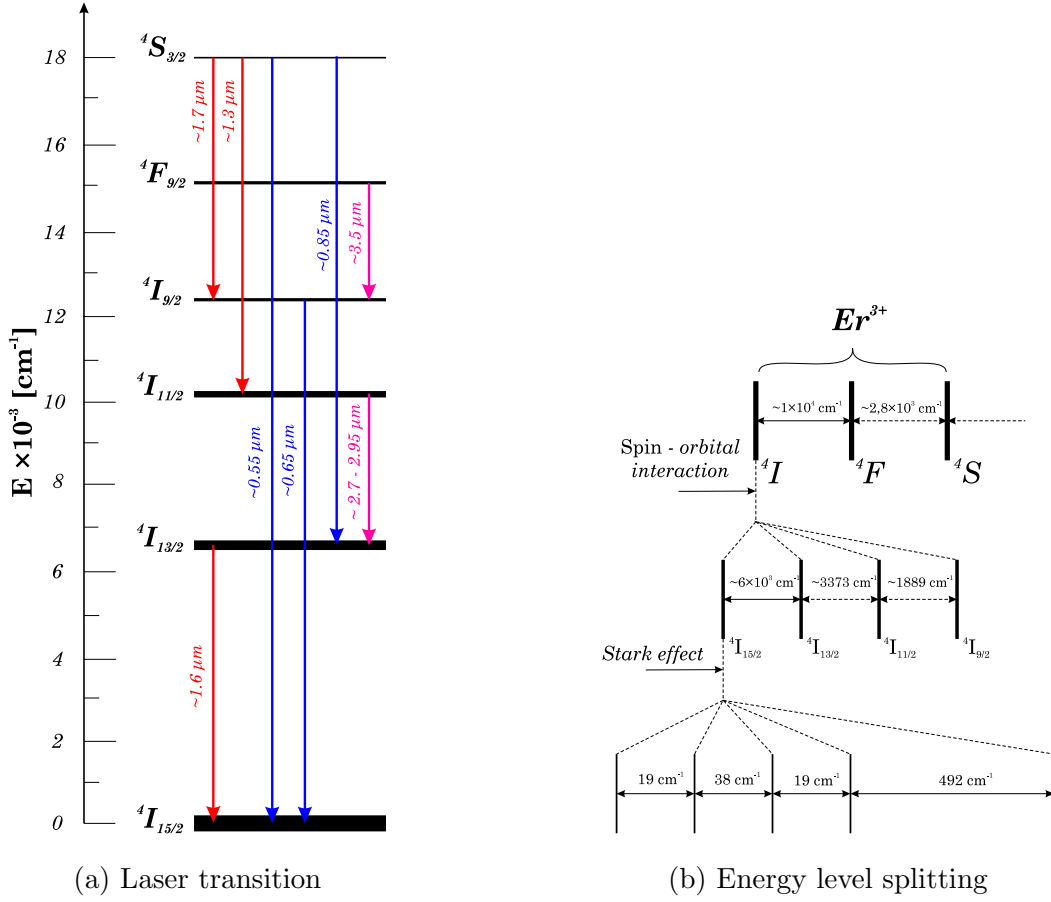 E ×10⁻³ [cm⁻¹]
18
16
14
12
10
8
6
4
2
0
⁴S3/2
⁴F9/2
⁴I9/2
⁴I11/2
⁴I13/2
⁴I15/2
~1.7 µm
~1.3 µm
~0.85 µm
~3.5 µm
~0.55 µm
~0.65 µm
~ 2.7 - 2.95 µm
~1.6 µm
(a) Laser transition
Er³⁺
~1×10⁴ cm⁻¹
~2,8×10³ cm⁻¹
⁴I
⁴F
⁴S
Spin - orbital
interaction
~6×10³ cm⁻¹
~3373 cm⁻¹
~1889 cm⁻¹
⁴I15/2
⁴I13/2
⁴I11/2
⁴I9/2
Stark effect
19 cm⁻¹
38 cm⁻¹
19 cm⁻¹
492 cm⁻¹
(b) Energy level splitting